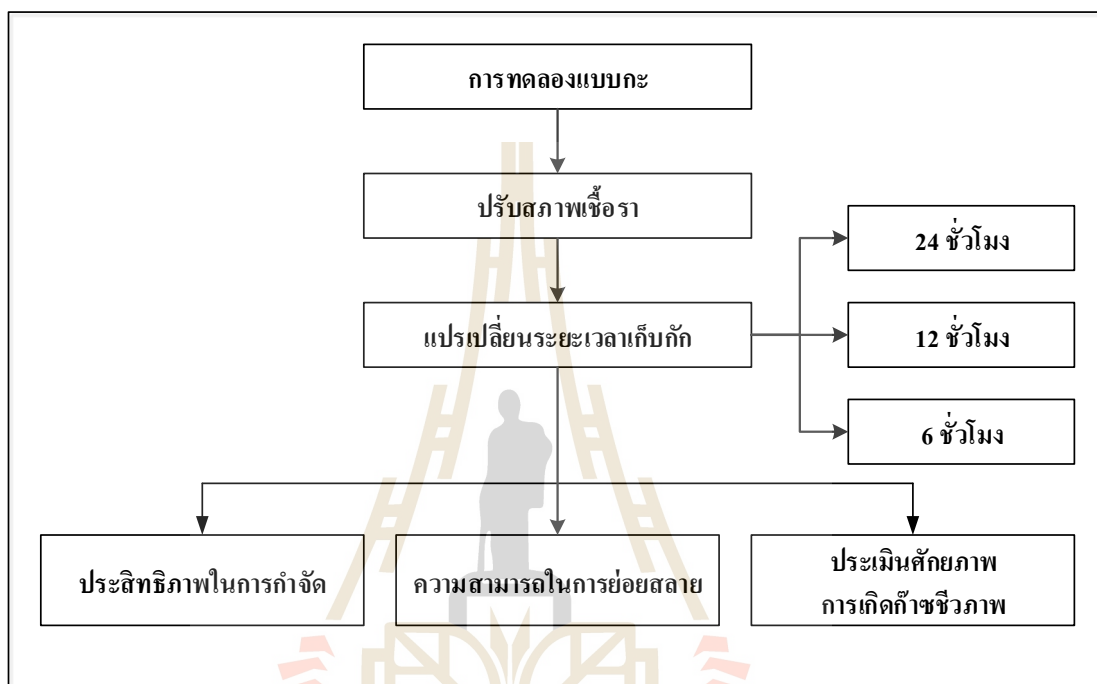 การทดลองแบบกะ
ปรับสภาพเชื้อรา
24 ชั่วโมง
แปรเปลี่ยนระยะเวลาเก็บกัก
12 ชั่วโมง
6 ชั่วโมง
ประสิทธิภาพในการกำจัด
ความสามารถในการย่อยสลาย
ประเมินศักยภาพ
การเกิดก๊าซชีวภาพ